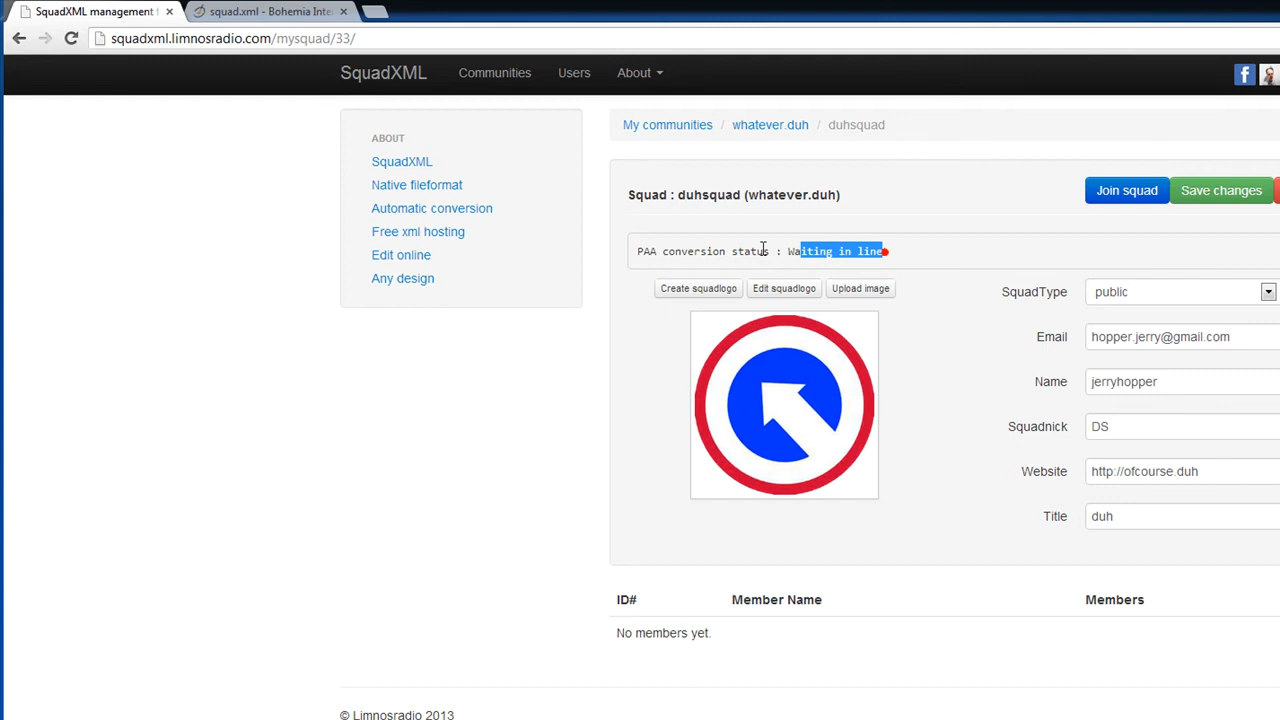 SquadXML management
squad.xml - Bohemia Inte
squadxml.limnosradio.com/mysquad/33/
SquadXML Communities Users About
ABOUT
SquadXML
Native fileformat
Automatic conversion
Free xml hosting
Edit online
Any design
My communities / whatever.duh / duhsquad
Squad : duhsquad (whatever.duh)
Join squad Save changes
PAA conversion status : Waiting in line
Create squadlogo Edit squadlogo Upload image
SquadType public
Email hopper.jerry@gmail.com
Name jerryhopper
Squadnick DS
Website http://ofcourse.duh
Title duh
ID# Member Name Members
No members yet.
© Limnosradio 2013